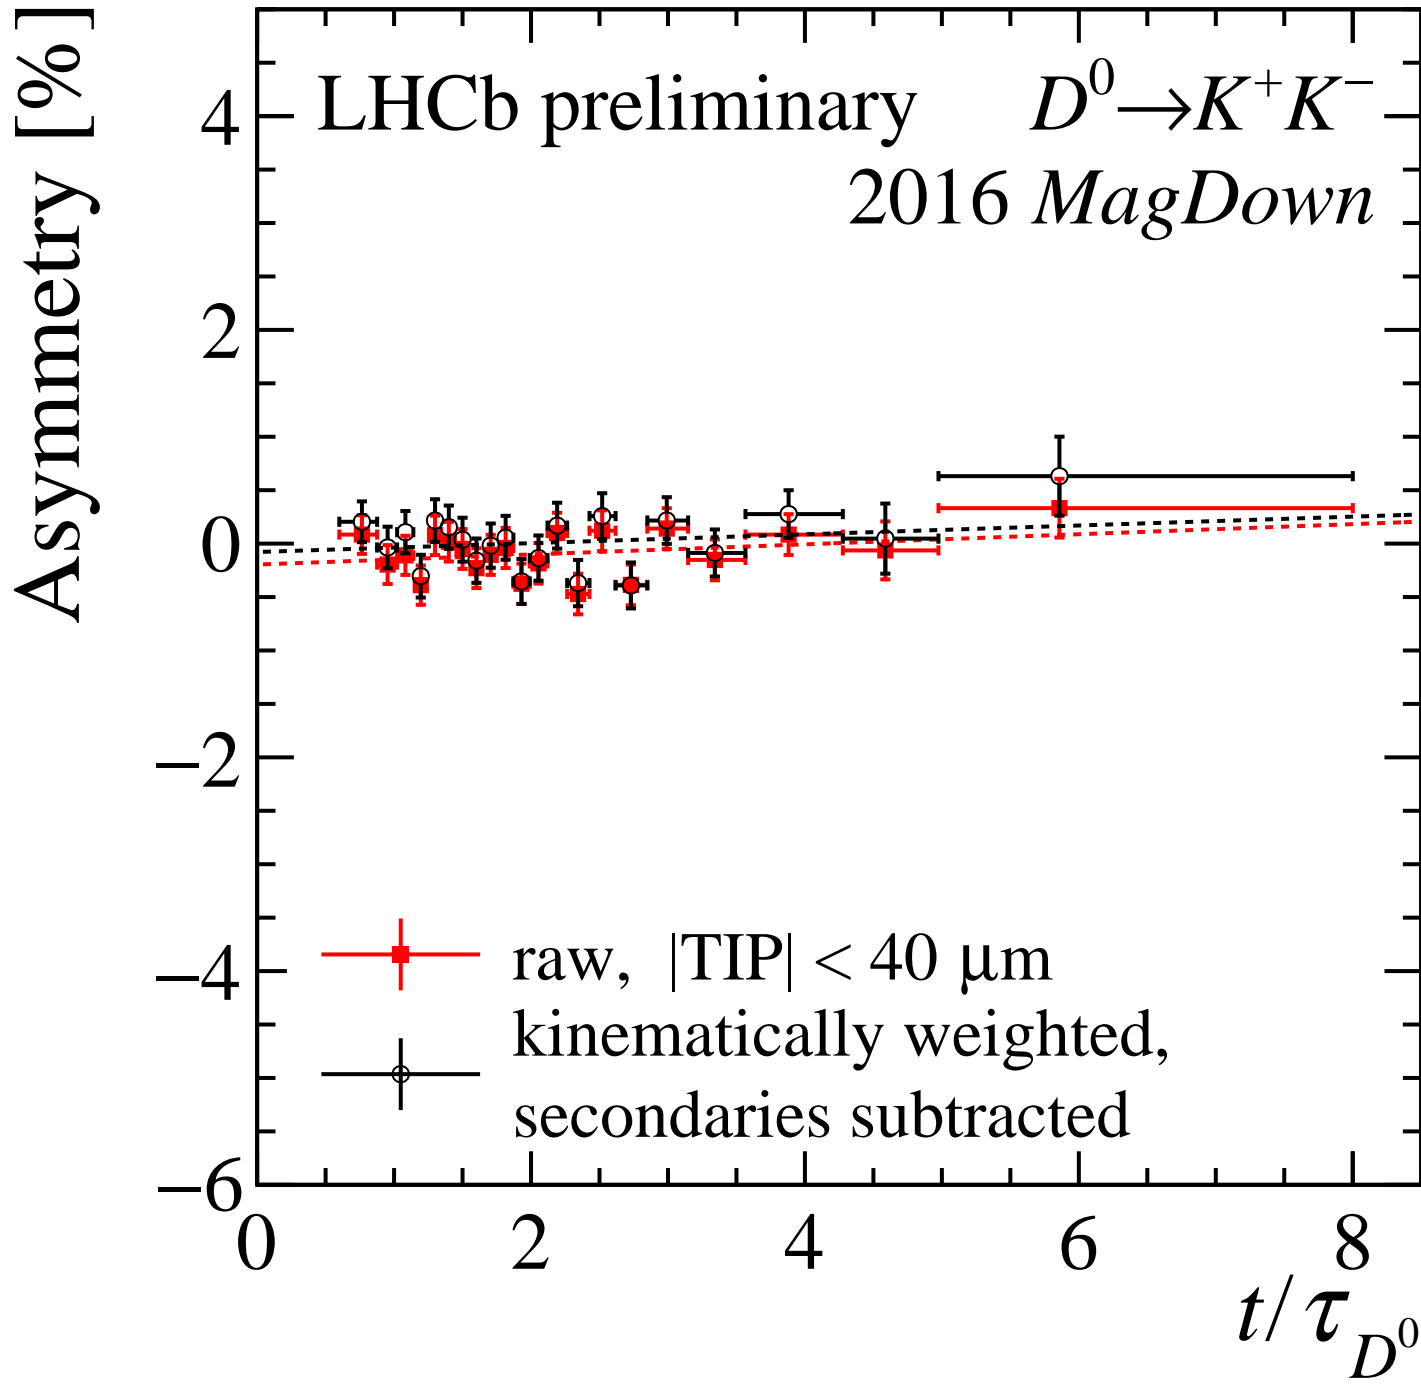 Asymmetry [%]
LHCb preliminary
D⁰→K⁺K⁻
2016 MagDown
4
2
0
−2
−4
−6
raw, |TIP| < 40 μm
kinematically weighted,
secondaries subtracted
0 2 4 6 8
t/τ_D⁰